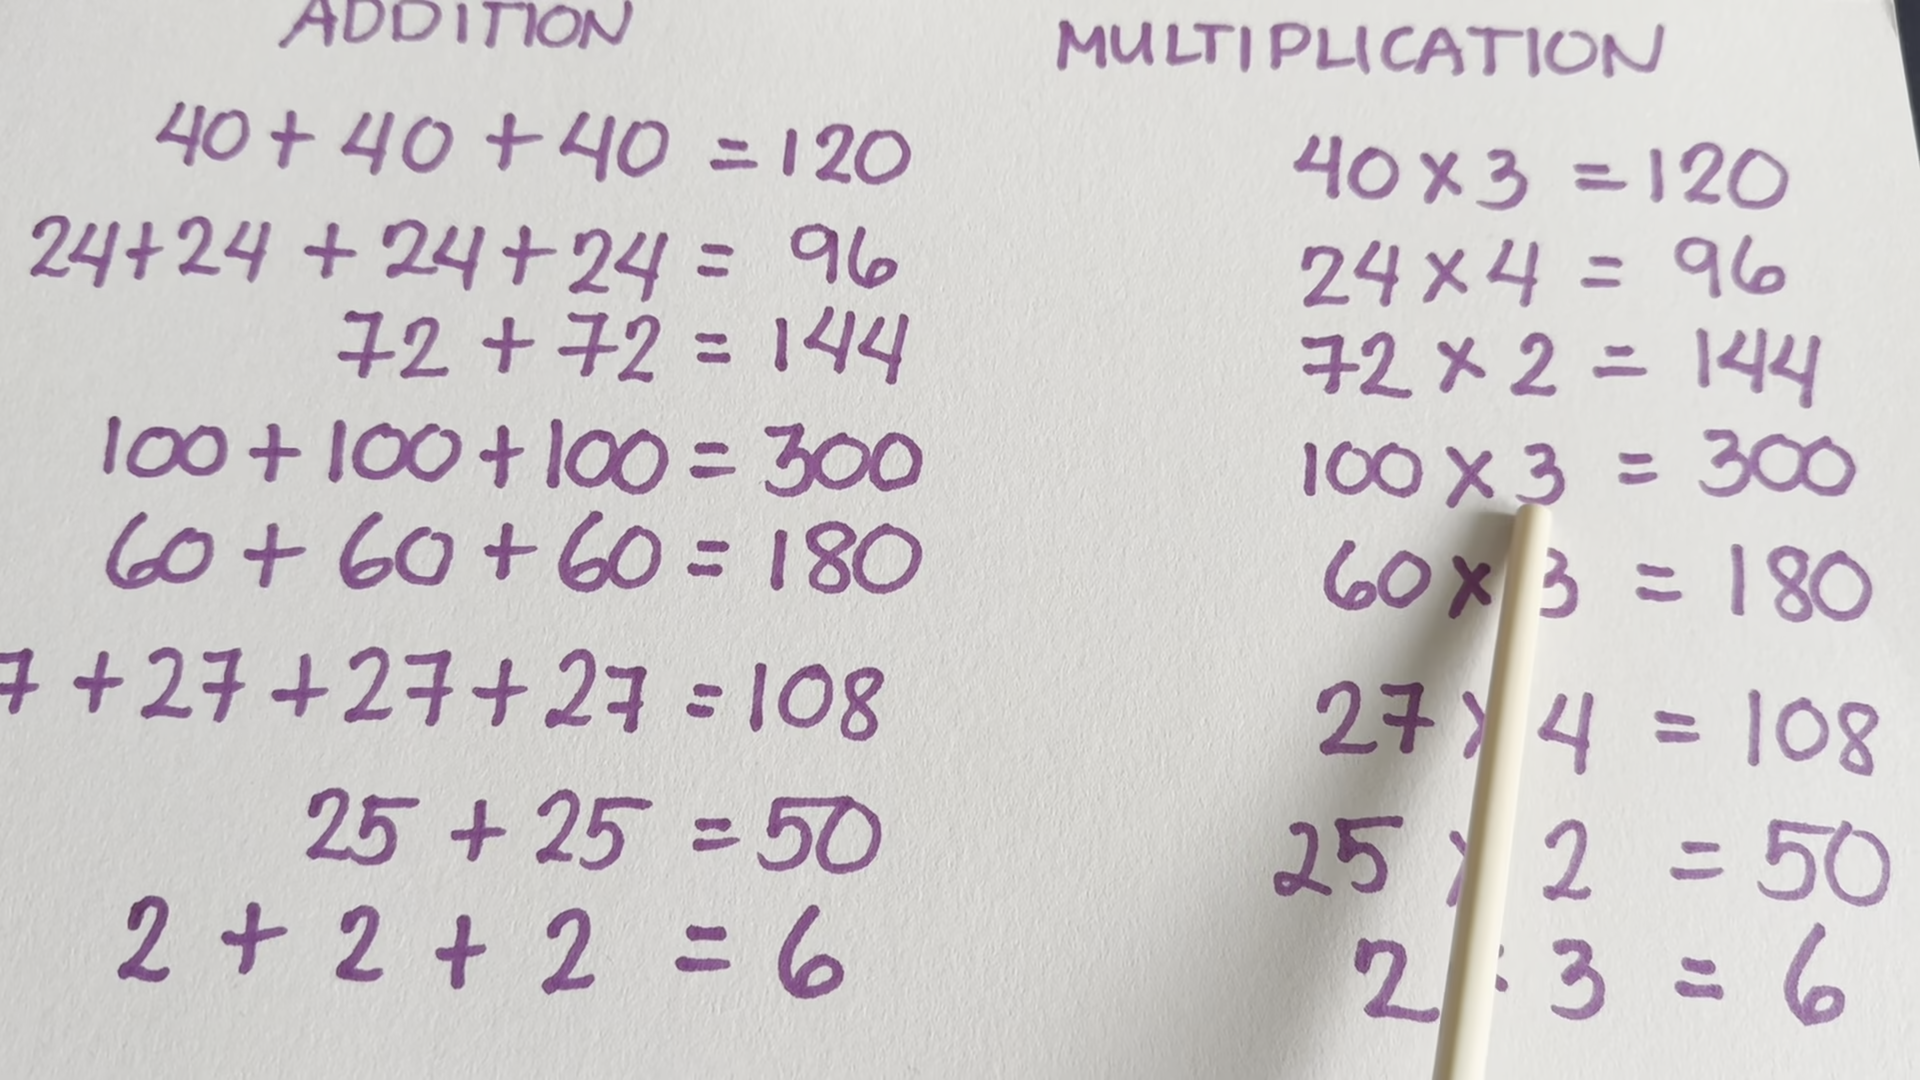 ADDITION
40 + 40 + 40 = 120
24 + 24 + 24 + 24 = 96
72 + 72 = 144
100 + 100 + 100 = 300
60 + 60 + 60 = 180
7 + 27 + 27 + 27 = 108
25 + 25 = 50
2 + 2 + 2 = 6
MULTIPLICATION
40 x 3 = 120
24 x 4 = 96
72 x 2 = 144
100 x 3 = 300
60 x 3 = 180
27 x 4 = 108
25 x 2 = 50
2 3 = 6